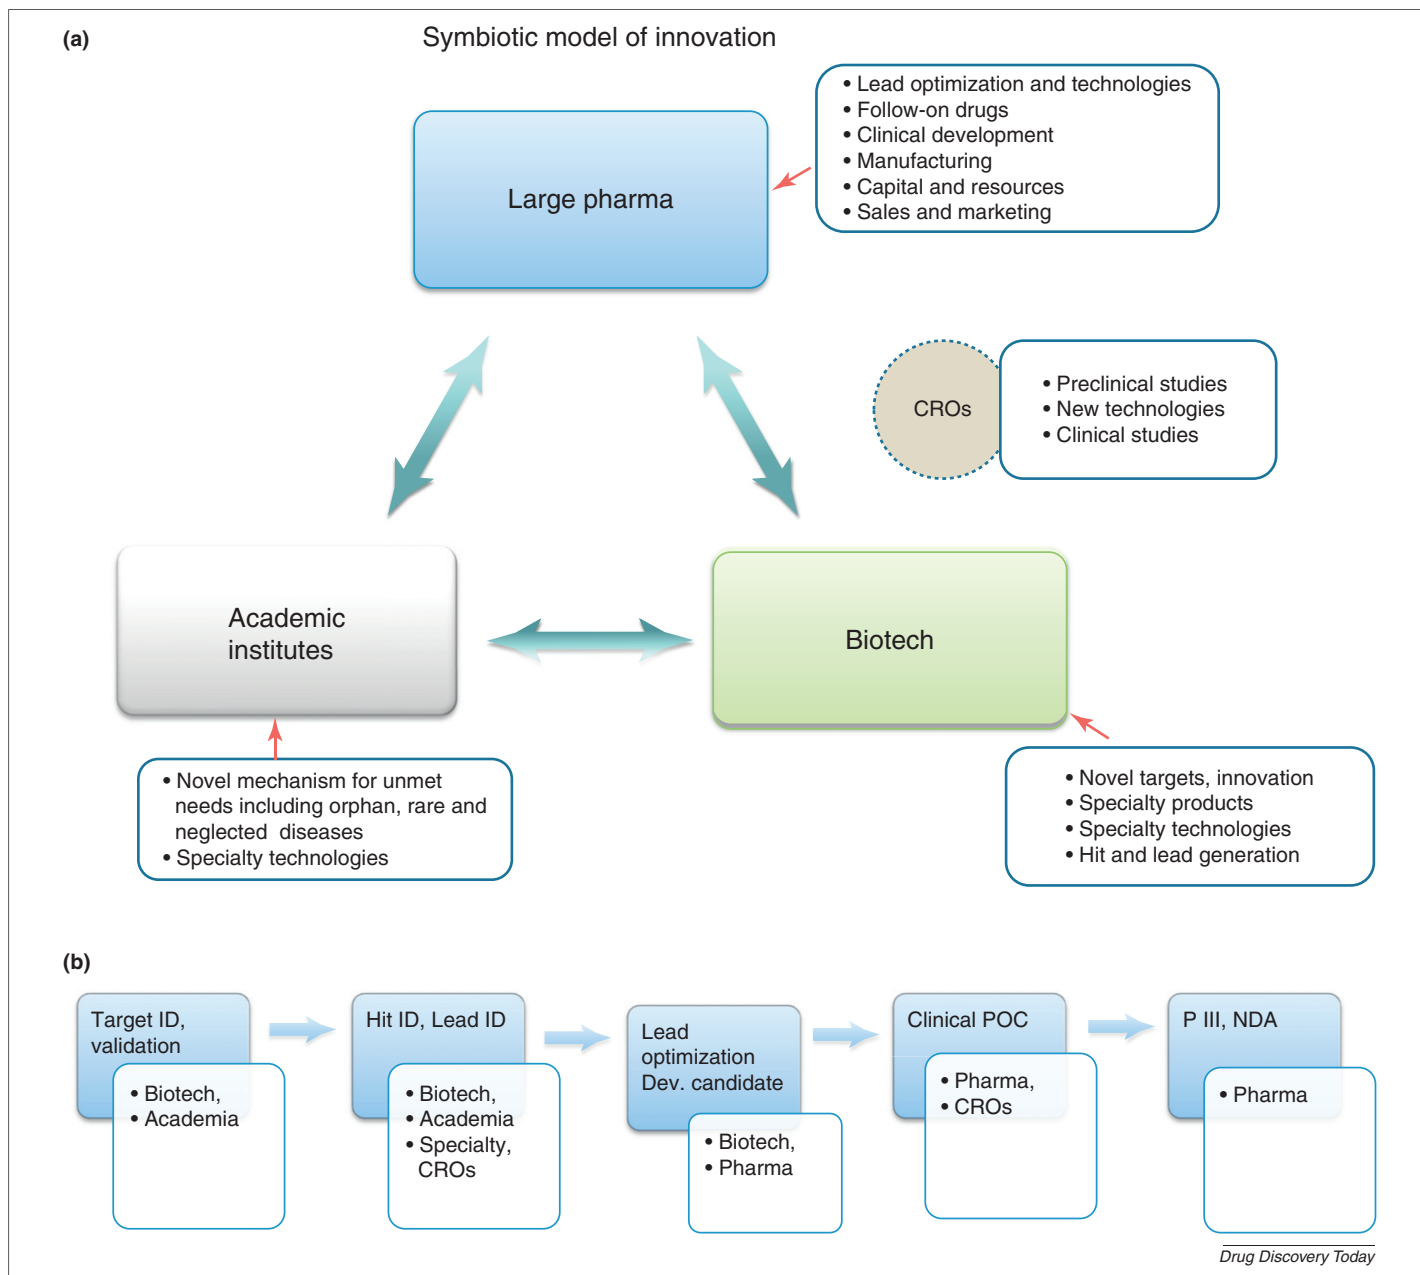 (a)
Symbiotic model of innovation
• Lead optimization and technologies
• Follow-on drugs
• Clinical development
• Manufacturing
• Capital and resources
• Sales and marketing
Large pharma
CROs
• Preclinical studies
• New technologies
• Clinical studies
Academic
institutes
Biotech
• Novel mechanism for unmet
needs including orphan, rare and
neglected diseases
• Specialty technologies
• Novel targets, innovation
• Specialty products
• Specialty technologies
• Hit and lead generation
(b)
Target ID,
validation
• Biotech,
• Academia
Hit ID, Lead ID
• Biotech,
• Academia
• Specialty,
CROs
Lead
optimization
Dev. candidate
• Biotech,
• Pharma
Clinical POC
• Pharma,
• CROs
P III, NDA
• Pharma
Drug Discovery Today